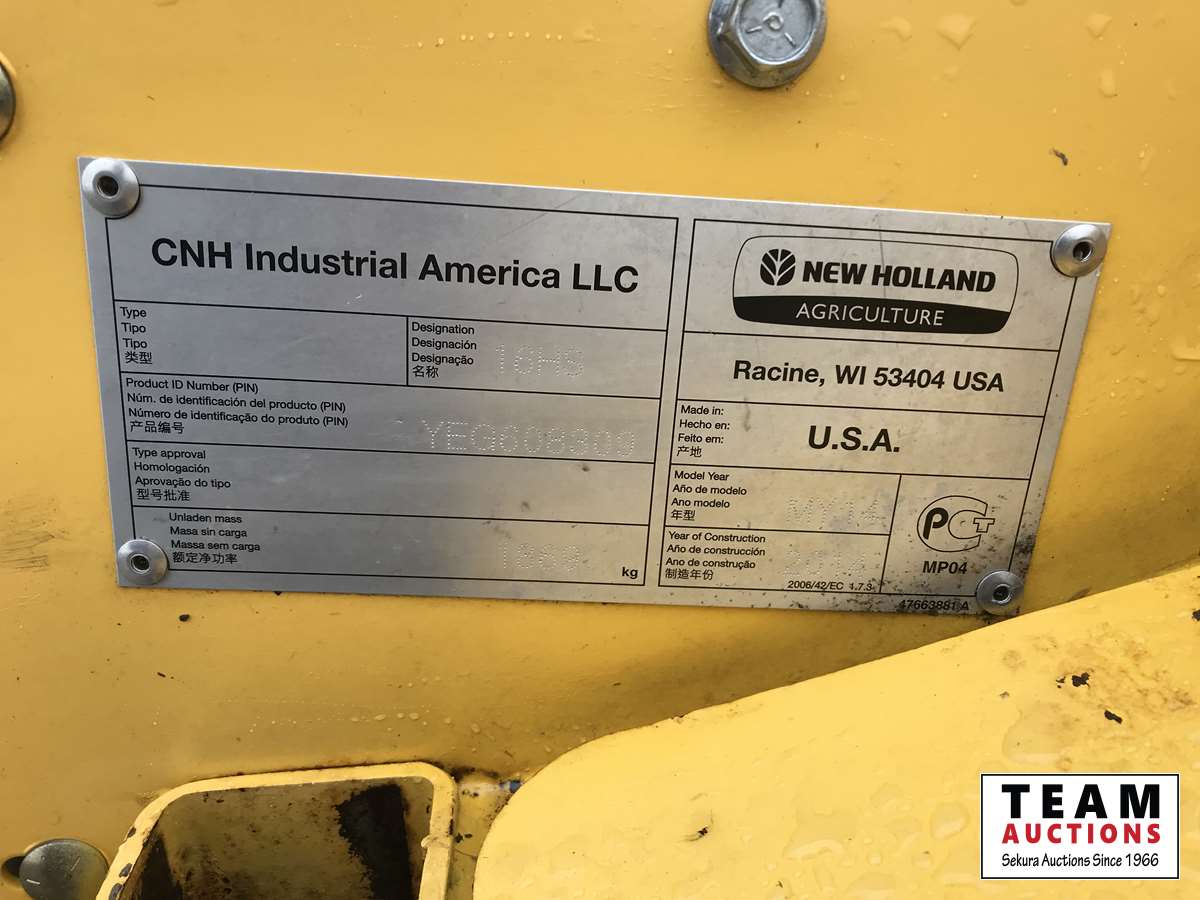 CNH Industrial America LLC
Type
Tipo
Tipo
类型
Designation
Designación
Designação
名称
16HS
Product ID Number (PIN)
Núm. de identificación del producto (PIN)
Número de identificação do produto (PIN)
产品编号
YEG608309
Type approval
Homologación
Aprovação do tipo
型号批准
Unladen mass
Masa sin carga
Massa sem carga
额定净功率
kg
NEW HOLLAND
AGRICULTURE
Racine, WI 53404 USA
Made in:
Hecho en:
Feito em:
产地
U.S.A.
Model Year
Año de modelo
Ano modelo
年型
MY14
Year of Construction
Año de construcción
Ano de construção
制造年份
2006/42/EC 1.7.3
PCT
MP04
47663881 A
TEAM
AUCTIONS
Sekura Auctions Since 1966